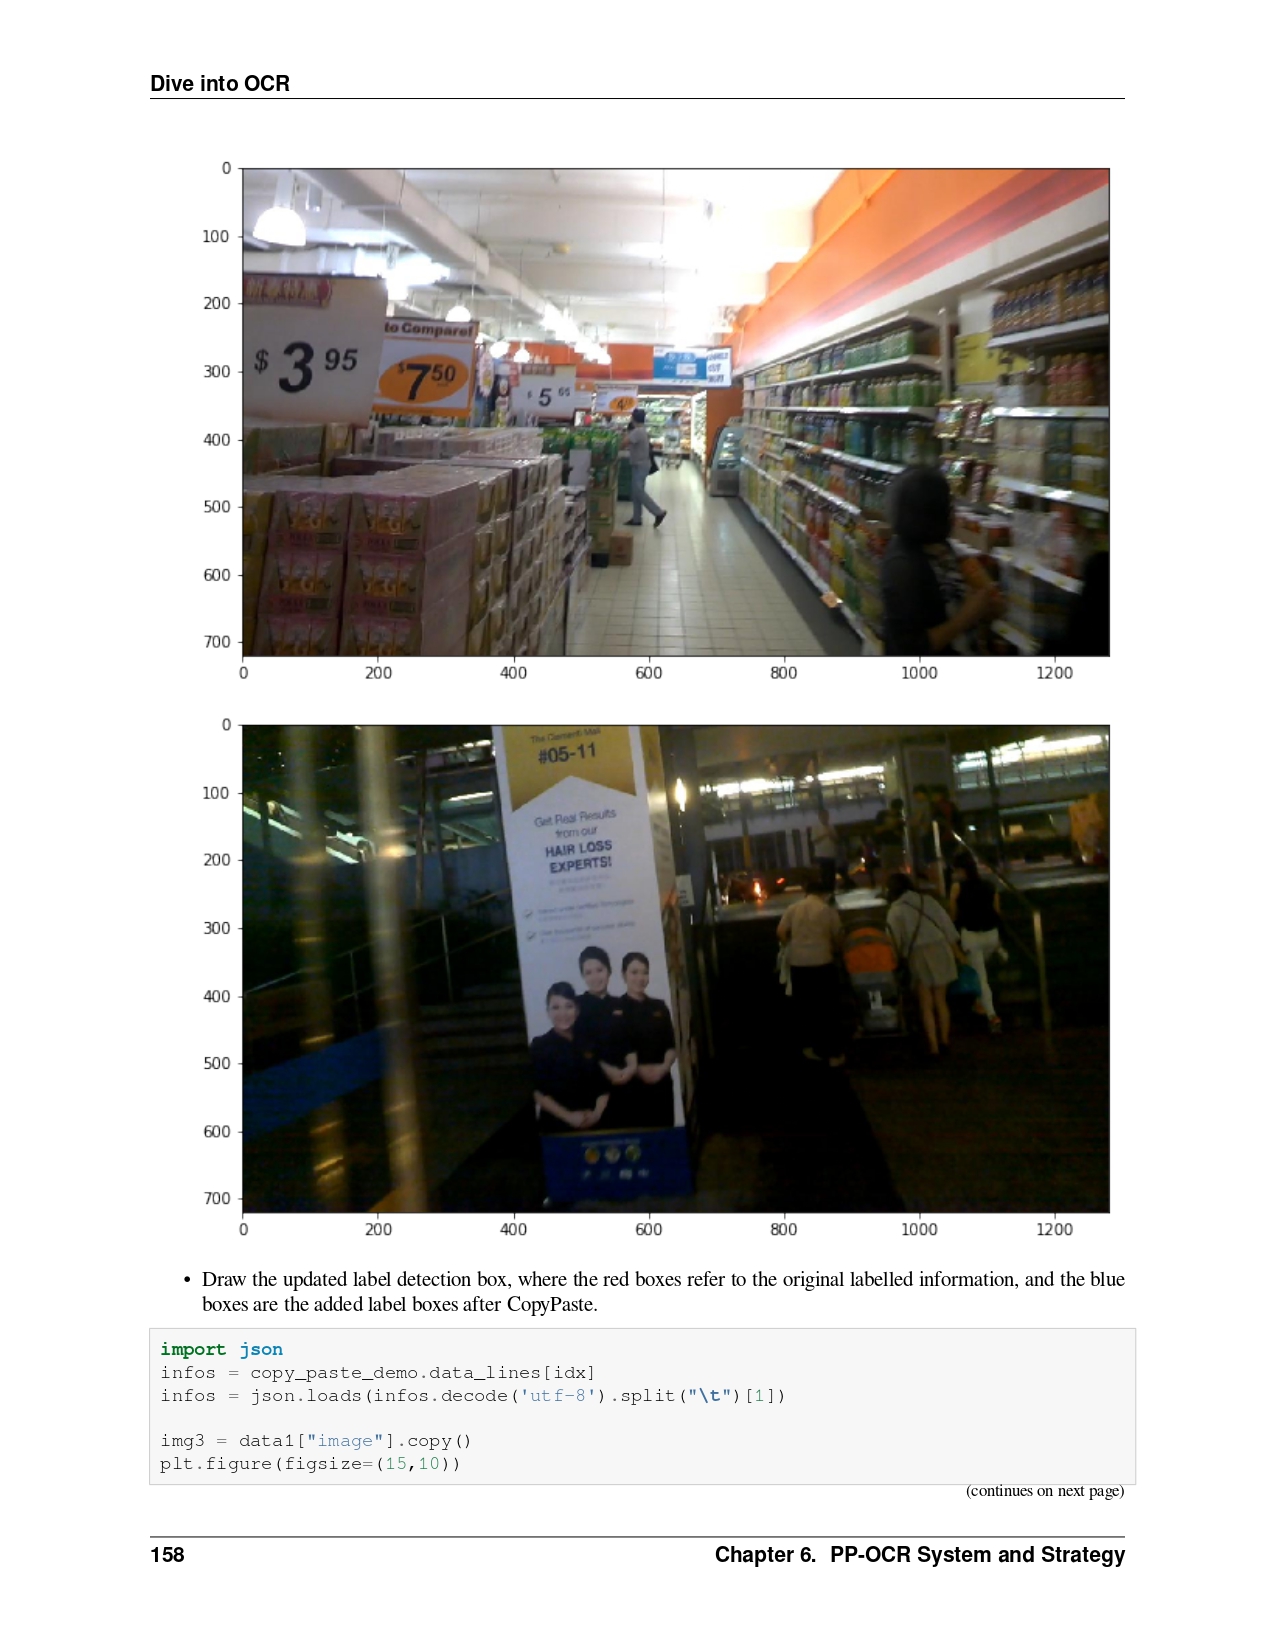 Dive into OCR
0
100
200
300
400
500
600
700
to Compare!
$ 3 95
$7 50
$ 5 65
0 200 400 600 800 1000 1200
0
100
200
300
400
500
600
700
#05-11
Get Real Results
from our
HAIR LOSS
EXPERTS!
0 200 400 600 800 1000 1200
• Draw the updated label detection box, where the red boxes refer to the original labelled information, and the blue
boxes are the added label boxes after CopyPaste.
import json
infos = copy_paste_demo.data_lines[idx]
infos = json.loads(infos.decode('utf-8').split("\t")[1])
img3 = data1["image"].copy()
plt.figure(figsize=(15,10))
(continues on next page)
158 Chapter 6. PP-OCR System and Strategy